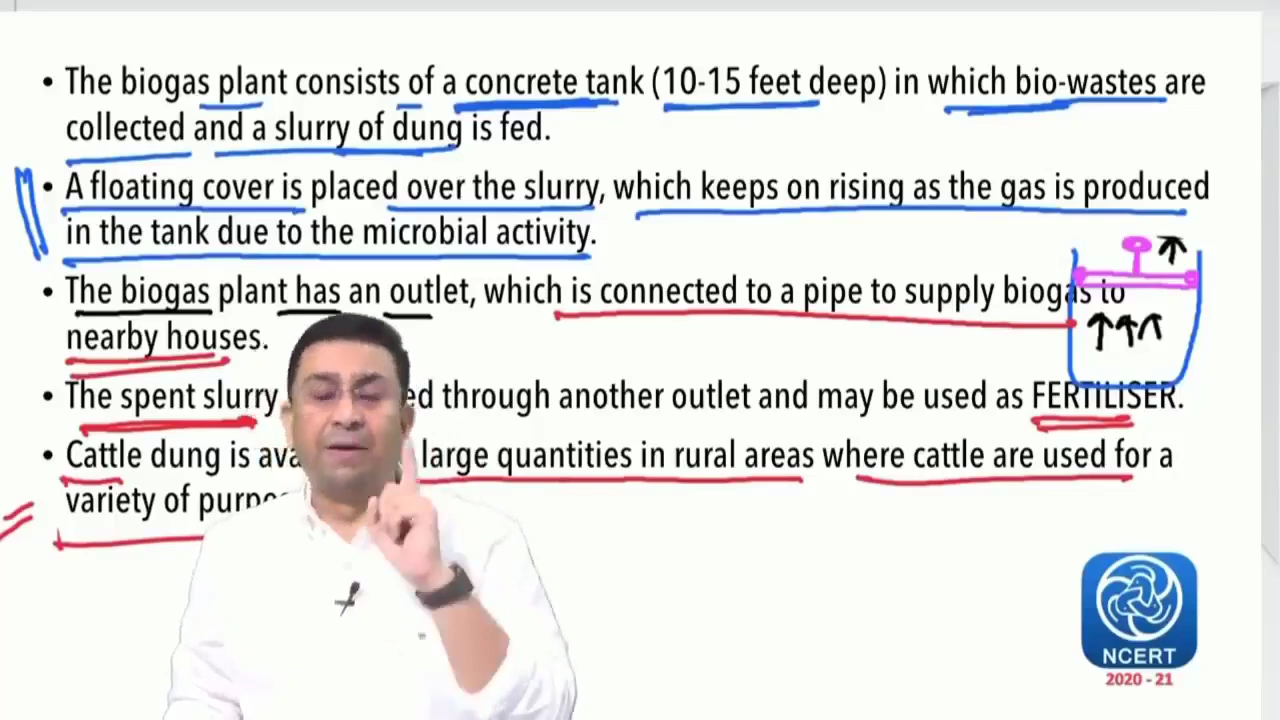 • The biogas plant consists of a concrete tank (10-15 feet deep) in which bio-wastes are
collected and a slurry of dung is fed.
• A floating cover is placed over the slurry, which keeps on rising as the gas is produced
in the tank due to the microbial activity.
• The biogas plant has an outlet, which is connected to a pipe to supply biogas to
nearby houses.
• The spent slurry ed through another outlet and may be used as FERTILISER.
• Cattle dung is ava large quantities in rural areas where cattle are used for a
variety of purpo
NCERT
2020 - 21